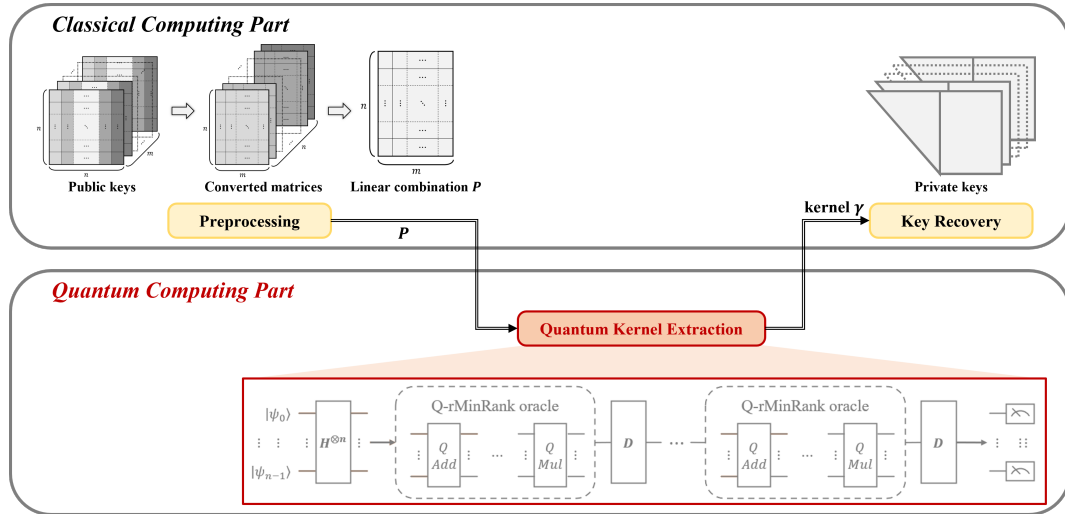 Classical Computing Part
n
n
m
Public keys
n
m
n
Converted matrices
n
m
Linear combination P
Private keys
Preprocessing
P
kernel γ
Key Recovery
Quantum Computing Part
Quantum Kernel Extraction
Q-rMinRank oracle
Q-rMinRank oracle
|ψ₀⟩
|ψₙ₋₁⟩
H^{⊗n}
Q
Add
...
Q
Mul
D
...
Q
Add
...
Q
Mul
D